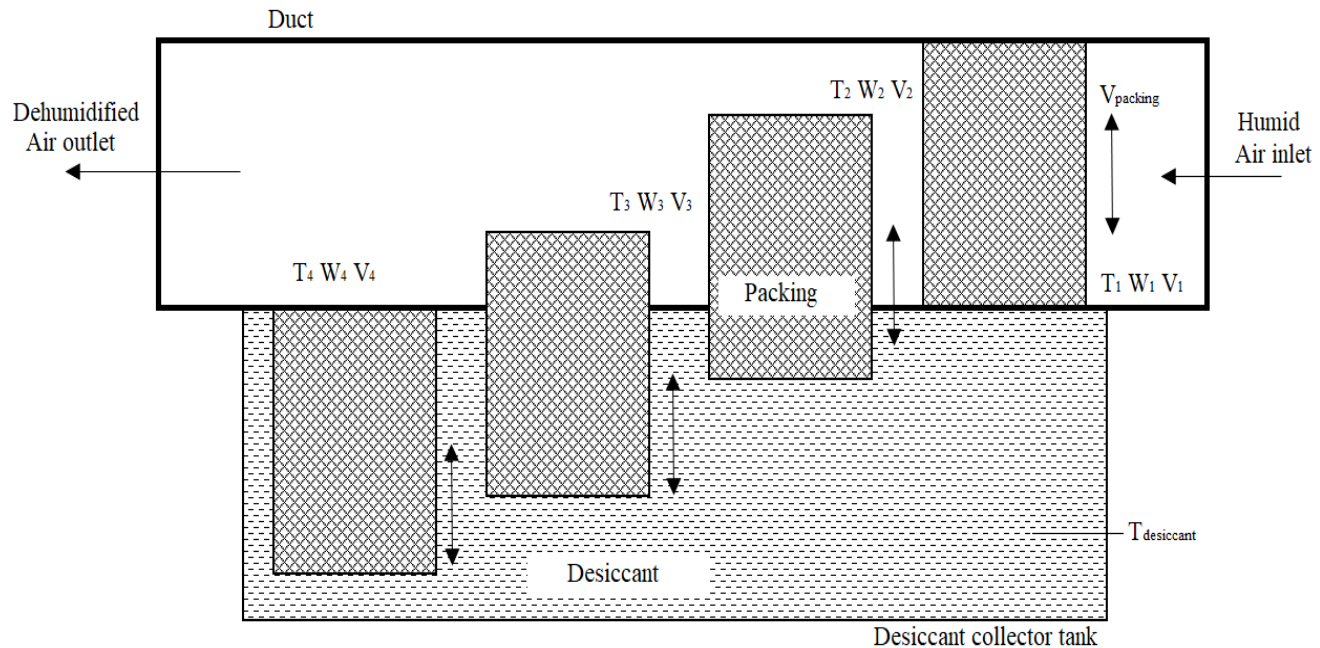 Duct
Dehumidified
Air outlet
T₂ W₂ V₂
Vpacking
Humid
Air inlet
T₃ W₃ V₃
T₄ W₄ V₄
Packing
T₁ W₁ V₁
Tdesiccant
Desiccant
Desiccant collector tank